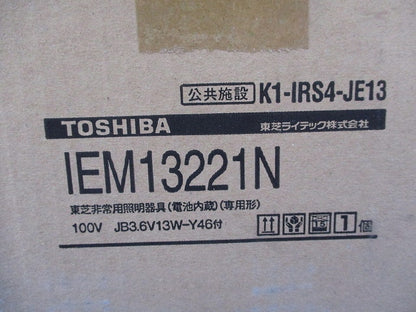 公共施設 K1-IRS4-JE13
TOSHIBA 東芝ライテック株式会社
IEM13221N
東芝非常用照明器具(電池内蔵)(専用形)
100V JB3.6V13W-Y46付 1個